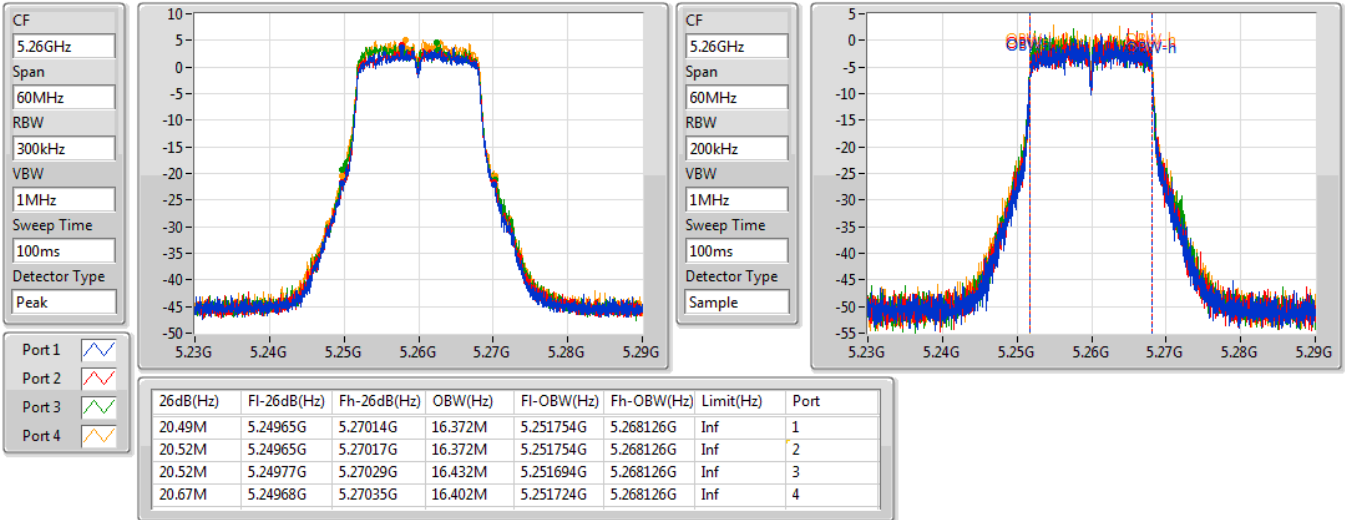 CF
5.26GHz
Span
60MHz
RBW
300kHz
VBW
1MHz
Sweep Time
100ms
Detector Type
Peak
10
5
0
-5
-10
-15
-20
-25
-30
-35
-40
-45
-50
5.23G 5.24G 5.25G 5.26G 5.27G 5.28G 5.29G
CF
5.26GHz
Span
60MHz
RBW
200kHz
VBW
1MHz
Sweep Time
100ms
Detector Type
Sample
5
0
-5
-10
-15
-20
-25
-30
-35
-40
-45
-50
-55
5.23G 5.24G 5.25G 5.26G 5.27G 5.28G 5.29G
Port 1
Port 2
Port 3
Port 4
26dB(Hz) Fl-26dB(Hz) Fh-26dB(Hz) OBW(Hz) Fl-OBW(Hz) Fh-OBW(Hz) Limit(Hz) Port
20.49M 5.24965G 5.27014G 16.372M 5.251754G 5.268126G Inf 1
20.52M 5.24965G 5.27017G 16.372M 5.251754G 5.268126G Inf 2
20.52M 5.24977G 5.27029G 16.432M 5.251694G 5.268126G Inf 3
20.67M 5.24968G 5.27035G 16.402M 5.251724G 5.268126G Inf 4